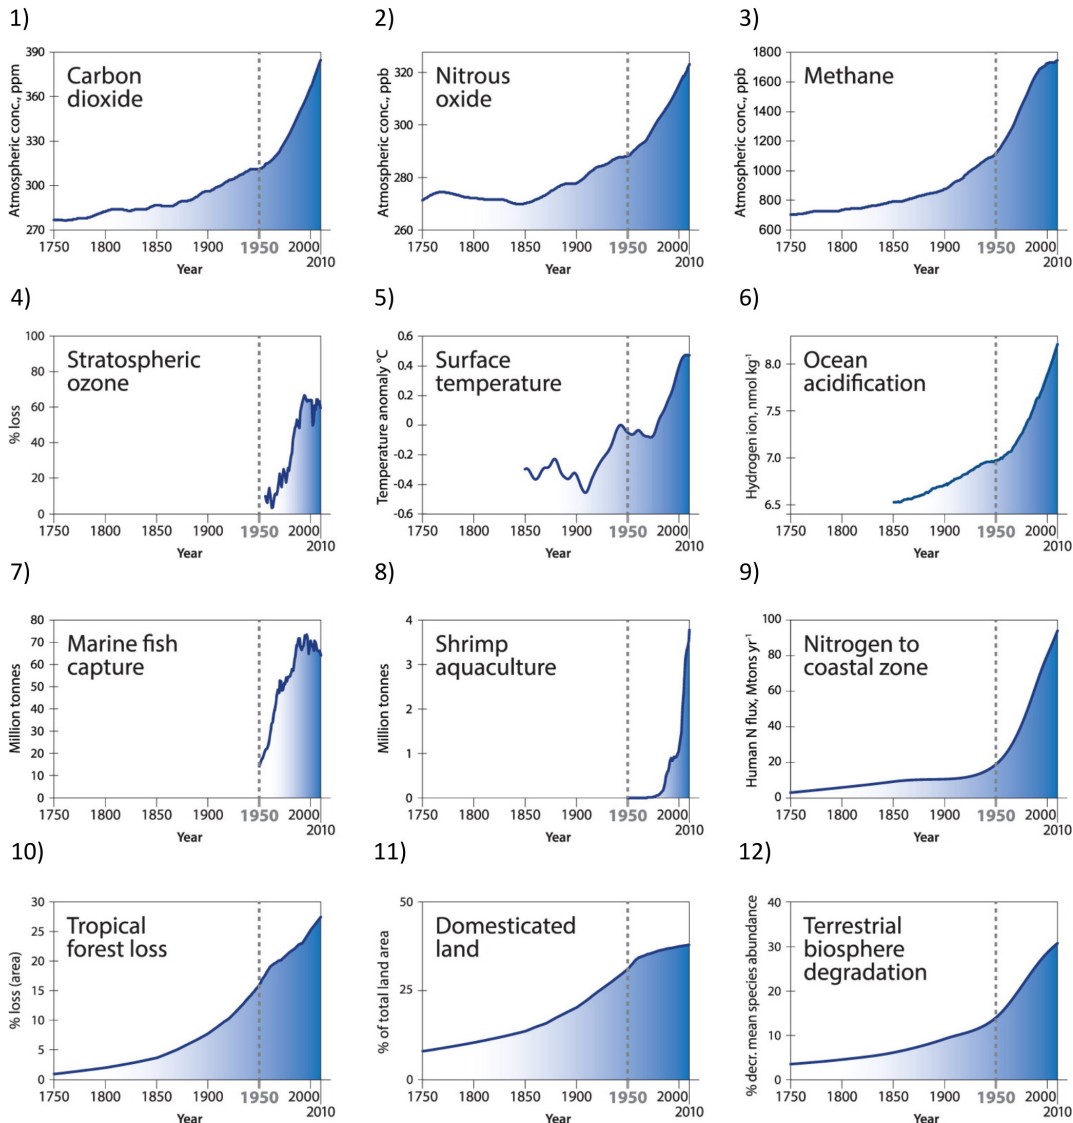 1)
Carbon
dioxide
Atmospheric conc., ppm
390
360
330
300
270
1750 1800 1850 1900 1950 2000
2010
Year
2)
Nitrous
oxide
Atmospheric conc., ppb
320
300
280
260
1750 1800 1850 1900 1950 2000
2010
Year
3)
Methane
Atmospheric conc., ppb
1800
1600
1400
1200
1000
800
600
1750 1800 1850 1900 1950 2000
2010
Year
4)
Stratospheric
ozone
% loss
100
80
60
40
20
0
1750 1800 1850 1900 1950 2000
2010
Year
5)
Surface
temperature
Temperature anomaly °C
0.6
0.4
0.2
0
-0.2
-0.4
-0.6
1750 1800 1850 1900 1950 2000
2010
Year
6)
Ocean
acidification
Hydrogen ion, nmol kg⁻¹
8.0
7.5
7.0
6.5
1750 1800 1850 1900 1950 2000
2010
Year
7)
Marine fish
capture
Million tonnes
80
70
60
50
40
30
20
10
0
1750 1800 1850 1900 1950 2000
2010
Year
8)
Shrimp
aquaculture
Million tonnes
4
3
2
1
0
1750 1800 1850 1900 1950 2000
2010
Year
9)
Nitrogen to
coastal zone
Human N flux, Mtons yr⁻¹
100
80
60
40
20
0
1750 1800 1850 1900 1950 2000
2010
Year
10)
Tropical
forest loss
% loss (area)
30
25
20
15
10
5
0
1750 1800 1850 1900 1950 2000
2010
Year
11)
Domesticated
land
% of total land area
50
25
0
1750 1800 1850 1900 1950 2000
2010
Year
12)
Terrestrial
biosphere
degradation
% decr. mean species abundance
40
30
20
10
0
1750 1800 1850 1900 1950 2000
2010
Year